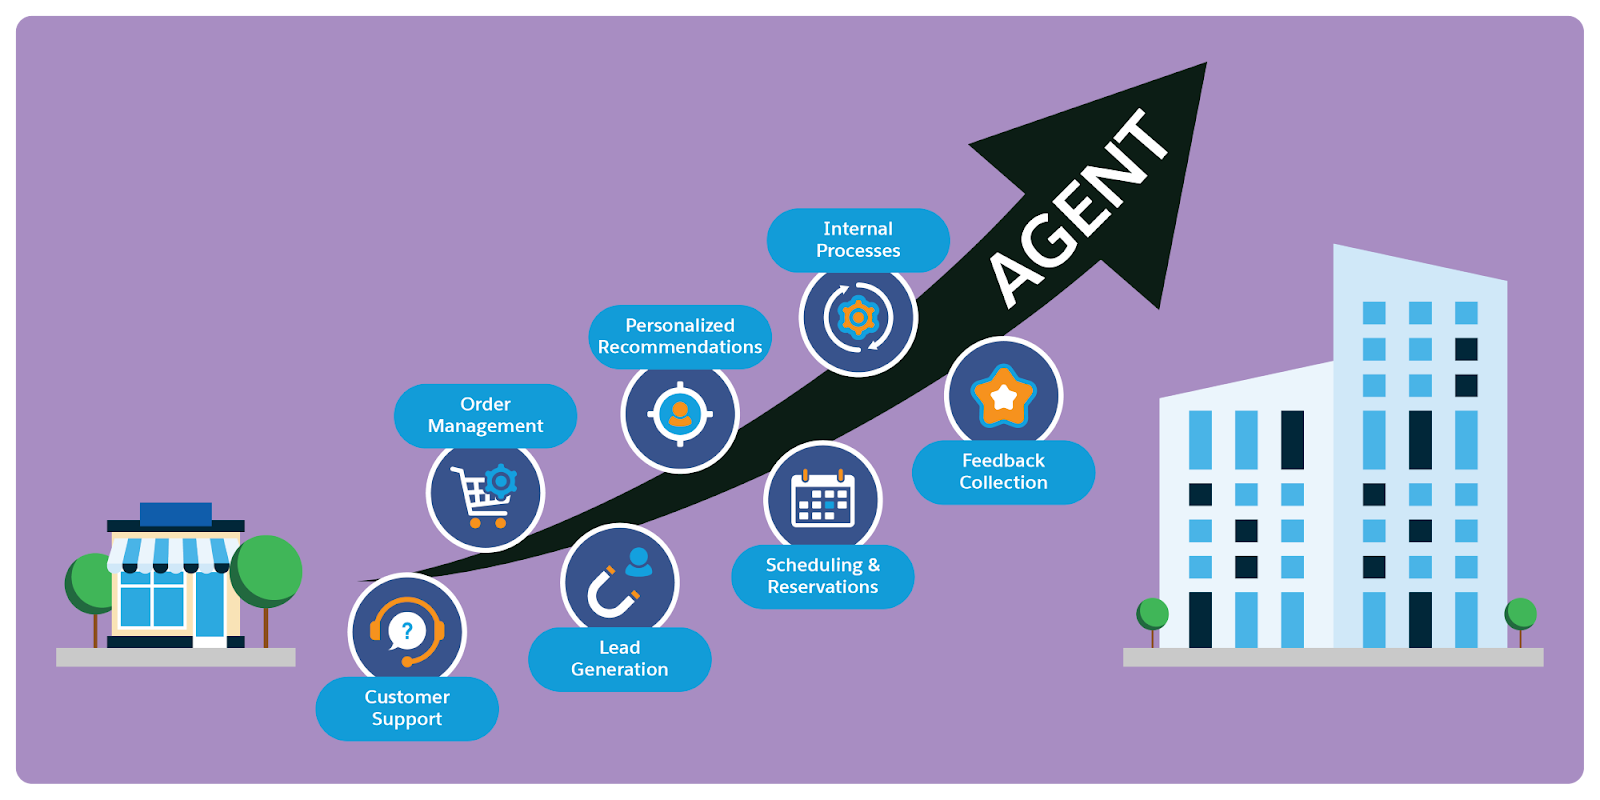 AGENT
Internal
Processes
Personalized
Recommendations
Order
Management
Feedback
Collection
Scheduling &
Reservations
Lead
Generation
?
Customer
Support